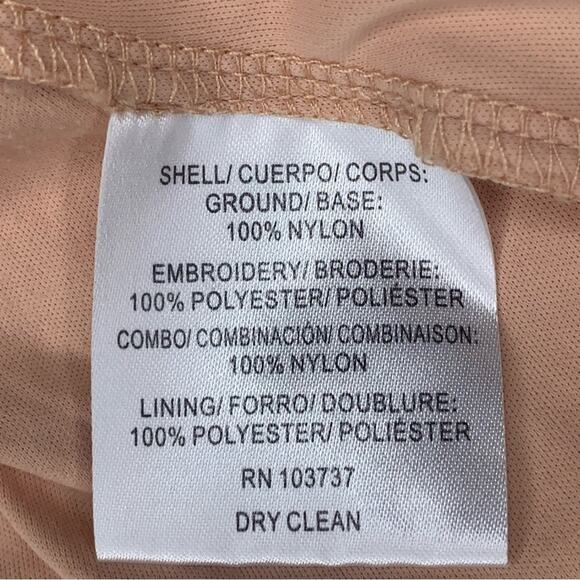 SHELL/ CUERPO/ CORPS:
GROUND/ BASE:
100% NYLON
EMBROIDERY/ BRODERIE:
100% POLYESTER/ POLIÉSTER
COMBO/ COMBINACIÓN/ COMBINAISON:
100% NYLON
LINING/ FORRO/ DOUBLURE:
100% POLYESTER/ POLIÉSTER
RN 103737
DRY CLEAN